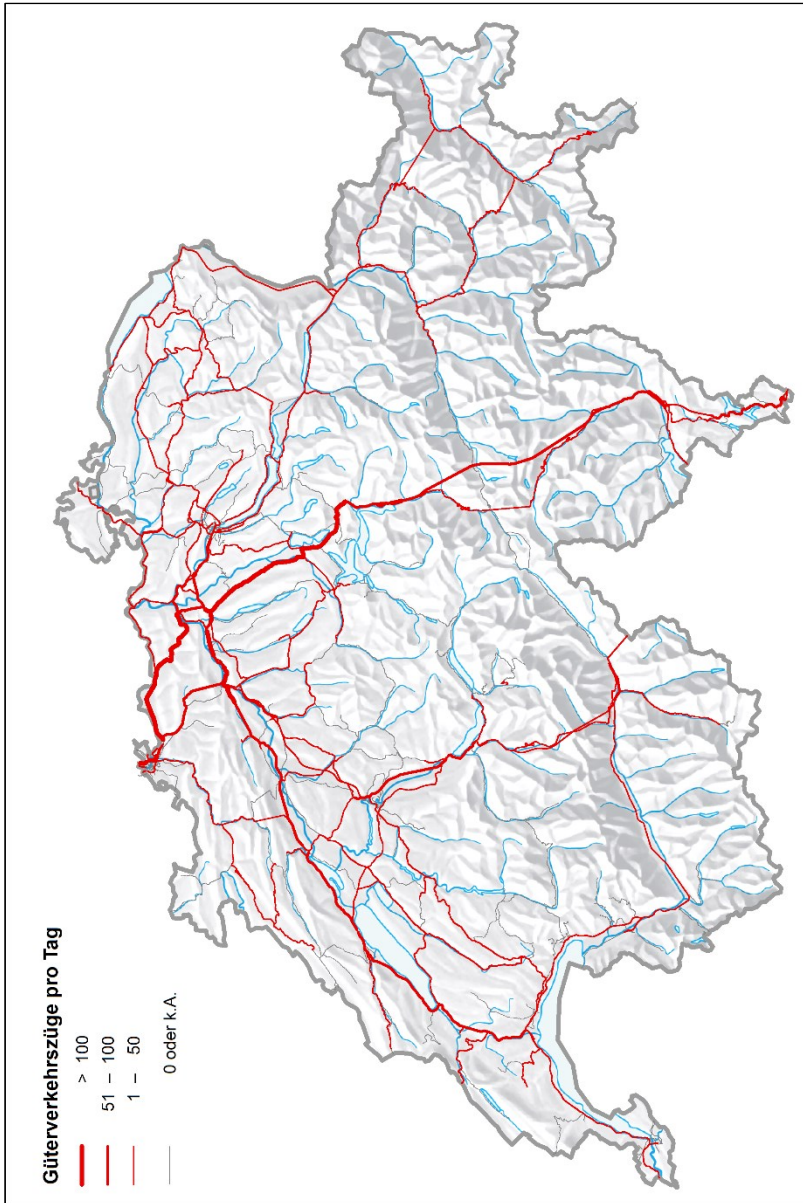 Güterverkehrszüge pro Tag
> 100
51 – 100
1 – 50
0 oder k.A.